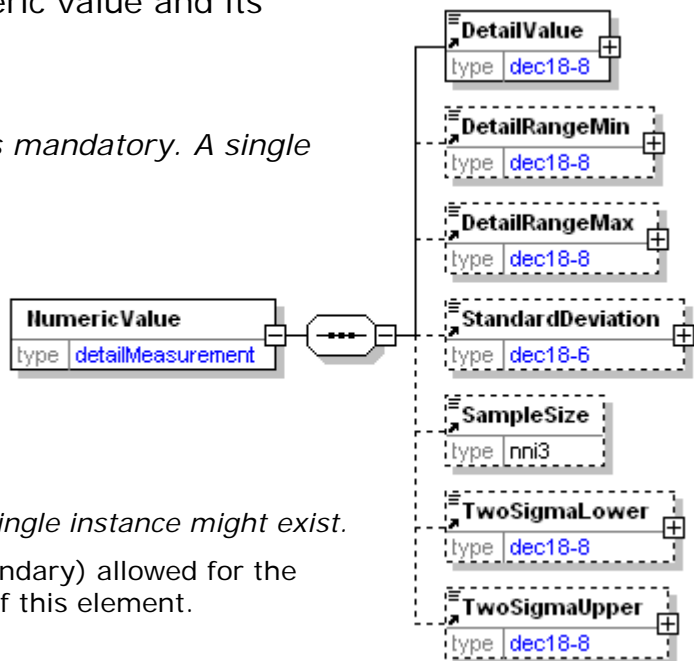 eric value and its
s mandatory. A single
ingle instance might exist.
ndary) allowed for the
f this element.
NumericValue
type detailMeasurement
DetailValue
type dec18-8
DetailRangeMin
type dec18-8
DetailRangeMax
type dec18-8
StandardDeviation
type dec18-6
SampleSize
type nni3
TwoSigmaLower
type dec18-8
TwoSigmaUpper
type dec18-8